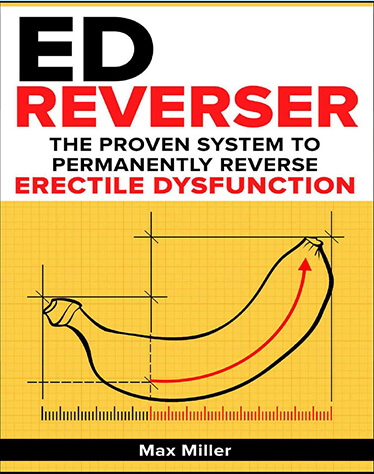 ED
REVERSER
THE PROVEN SYSTEM TO
PERMANENTLY REVERSE
ERECTILE DYSFUNCTION
Max Miller